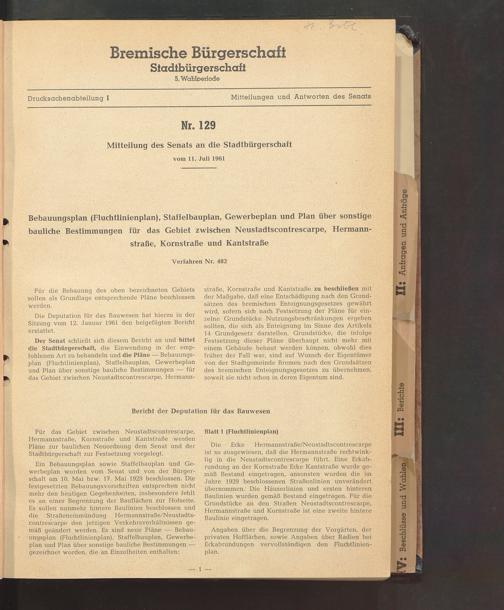 Bremische Bürgerschaft
Stadtbürgerschaft
5. Wahlperiode
Drucksachenabteilung I
Mitteilungen und Antworten des Senats
Nr. 129
Mitteilung des Senats an die Stadtbürgerschaft
vom 11. Juli 1961
Bebauungsplan (Fluchtlinienplan), Staffelbauplan, Gewerbeplan und Plan über sonstige
bauliche Bestimmungen für das Gebiet zwischen Neustadtscontrescarpe, Hermann-
straße, Kornstraße und Kantstraße
Verfahren Nr. 482
Für die Bebauung des oben bezeichneten Gebiets
sollen als Grundlage entsprechende Pläne beschlossen
werden.
Die Deputation für das Bauwesen hat hierzu in der
Sitzung vom 12. Januar 1961 den beigefügten Bericht
erstattet.
Der Senat schließt sich diesem Bericht an und bittet
die Stadtbürgerschaft, die Einwendung in der emp-
fohlenen Art zu behandeln und die Pläne — Bebauungs-
plan (Fluchtlinienplan), Staffelbauplan, Gewerbeplan
und Plan über sonstige bauliche Bestimmungen — für
das Gebiet zwischen Neustadtscontrescarpe, Hermann-
straße, Kornstraße und Kantstraße zu beschließen mit
der Maßgabe, daß eine Entschädigung nach den Grund-
sätzen des bremischen Enteignungsgesetzes gewährt
wird, sofern sich nach Festsetzung der Pläne für ein-
zelne Grundstücke Nutzungsbeschränkungen ergeben
sollten, die sich als Enteignung im Sinne des Artikels
14 Grundgesetz darstellen. Grundstücke, die infolge
Festsetzung dieser Pläne überhaupt nicht mehr mit
einem Gebäude bebaut werden können, obwohl dies
früher der Fall war, sind auf Wunsch der Eigentümer
von der Stadtgemeinde Bremen nach den Grundsätzen
des bremischen Enteignungsgesetzes zu übernehmen,
soweit sie nicht schon in deren Eigentum sind.
Bericht der Deputation für das Bauwesen
Für das Gebiet zwischen Neustadtscontrescarpe,
Hermannstraße, Kornstraße und Kantstraße werden
Pläne zur baulichen Neuordnung dem Senat und der
Stadtbürgerschaft zur Festsetzung vorgelegt.
Ein Bebauungsplan sowie Staffelbauplan und Ge-
werbeplan wurden vom Senat und von der Bürger-
schaft am 10. Mai bzw. 17. Mai 1928 beschlossen. Die
festgesetzten Bebauungsvorschriften entsprechen nicht
mehr den heutigen Gegebenheiten, insbesondere fehlt
es an einer Begrenzung der Bauflächen zur Hofseite.
Es sollen nunmehr hintere Baulinien beschlossen und
die Straßeneinmündung Hermannstraße/Neustadts-
contrescarpe den jetzigen Verkehrsverhältnissen ge-
mäß geändert werden. Es sind neue Pläne — Bebau-
ungsplan (Fluchtlinienplan), Staffelbauplan, Gewerbe-
plan und Plan über sonstige bauliche Bestimmungen —
gezeichnet worden, die an Einzelheiten enthalten:
Blatt 1 (Fluchtlinienplan)
Die Ecke Hermannstraße/Neustadtscontrescarpe
ist so ausgewiesen, daß die Hermannstraße rechtwink-
lig in die Neustadtscontrescarpe führt. Eine Eckab-
rundung an der Kornstraße Ecke Kantstraße wurde ge-
mäß Bestand eingetragen, ansonsten wurden die im
Jahre 1929 beschlossenen Straßenlinien unverändert
übernommen. Die Häuserlinien und ersten hinteren
Baulinien wurden gemäß Bestand eingetragen. Für die
Grundstücke an den Straßen Neustadtscontrescarpe,
Hermannstraße und Kornstraße ist eine zweite hintere
Baulinie eingetragen.
Angaben über die Begrenzung der Vorgärten, der
privaten Hofflächen, sowie Angaben über Radien bei
Eckabrundungen vervollständigen den Fluchtlinien-
plan.
— 1 —
II: Anfragen und Anträge
III: Berichte
V: Beschlüsse und Wahlen